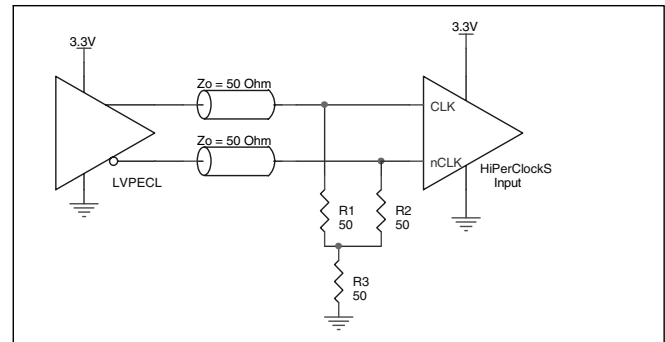 3.3V
3.3V
Zo = 50 Ohm
CLK
Zo = 50 Ohm
nCLK
LVPECL
HiPerClockS
Input
R1
50
R2
50
R3
50